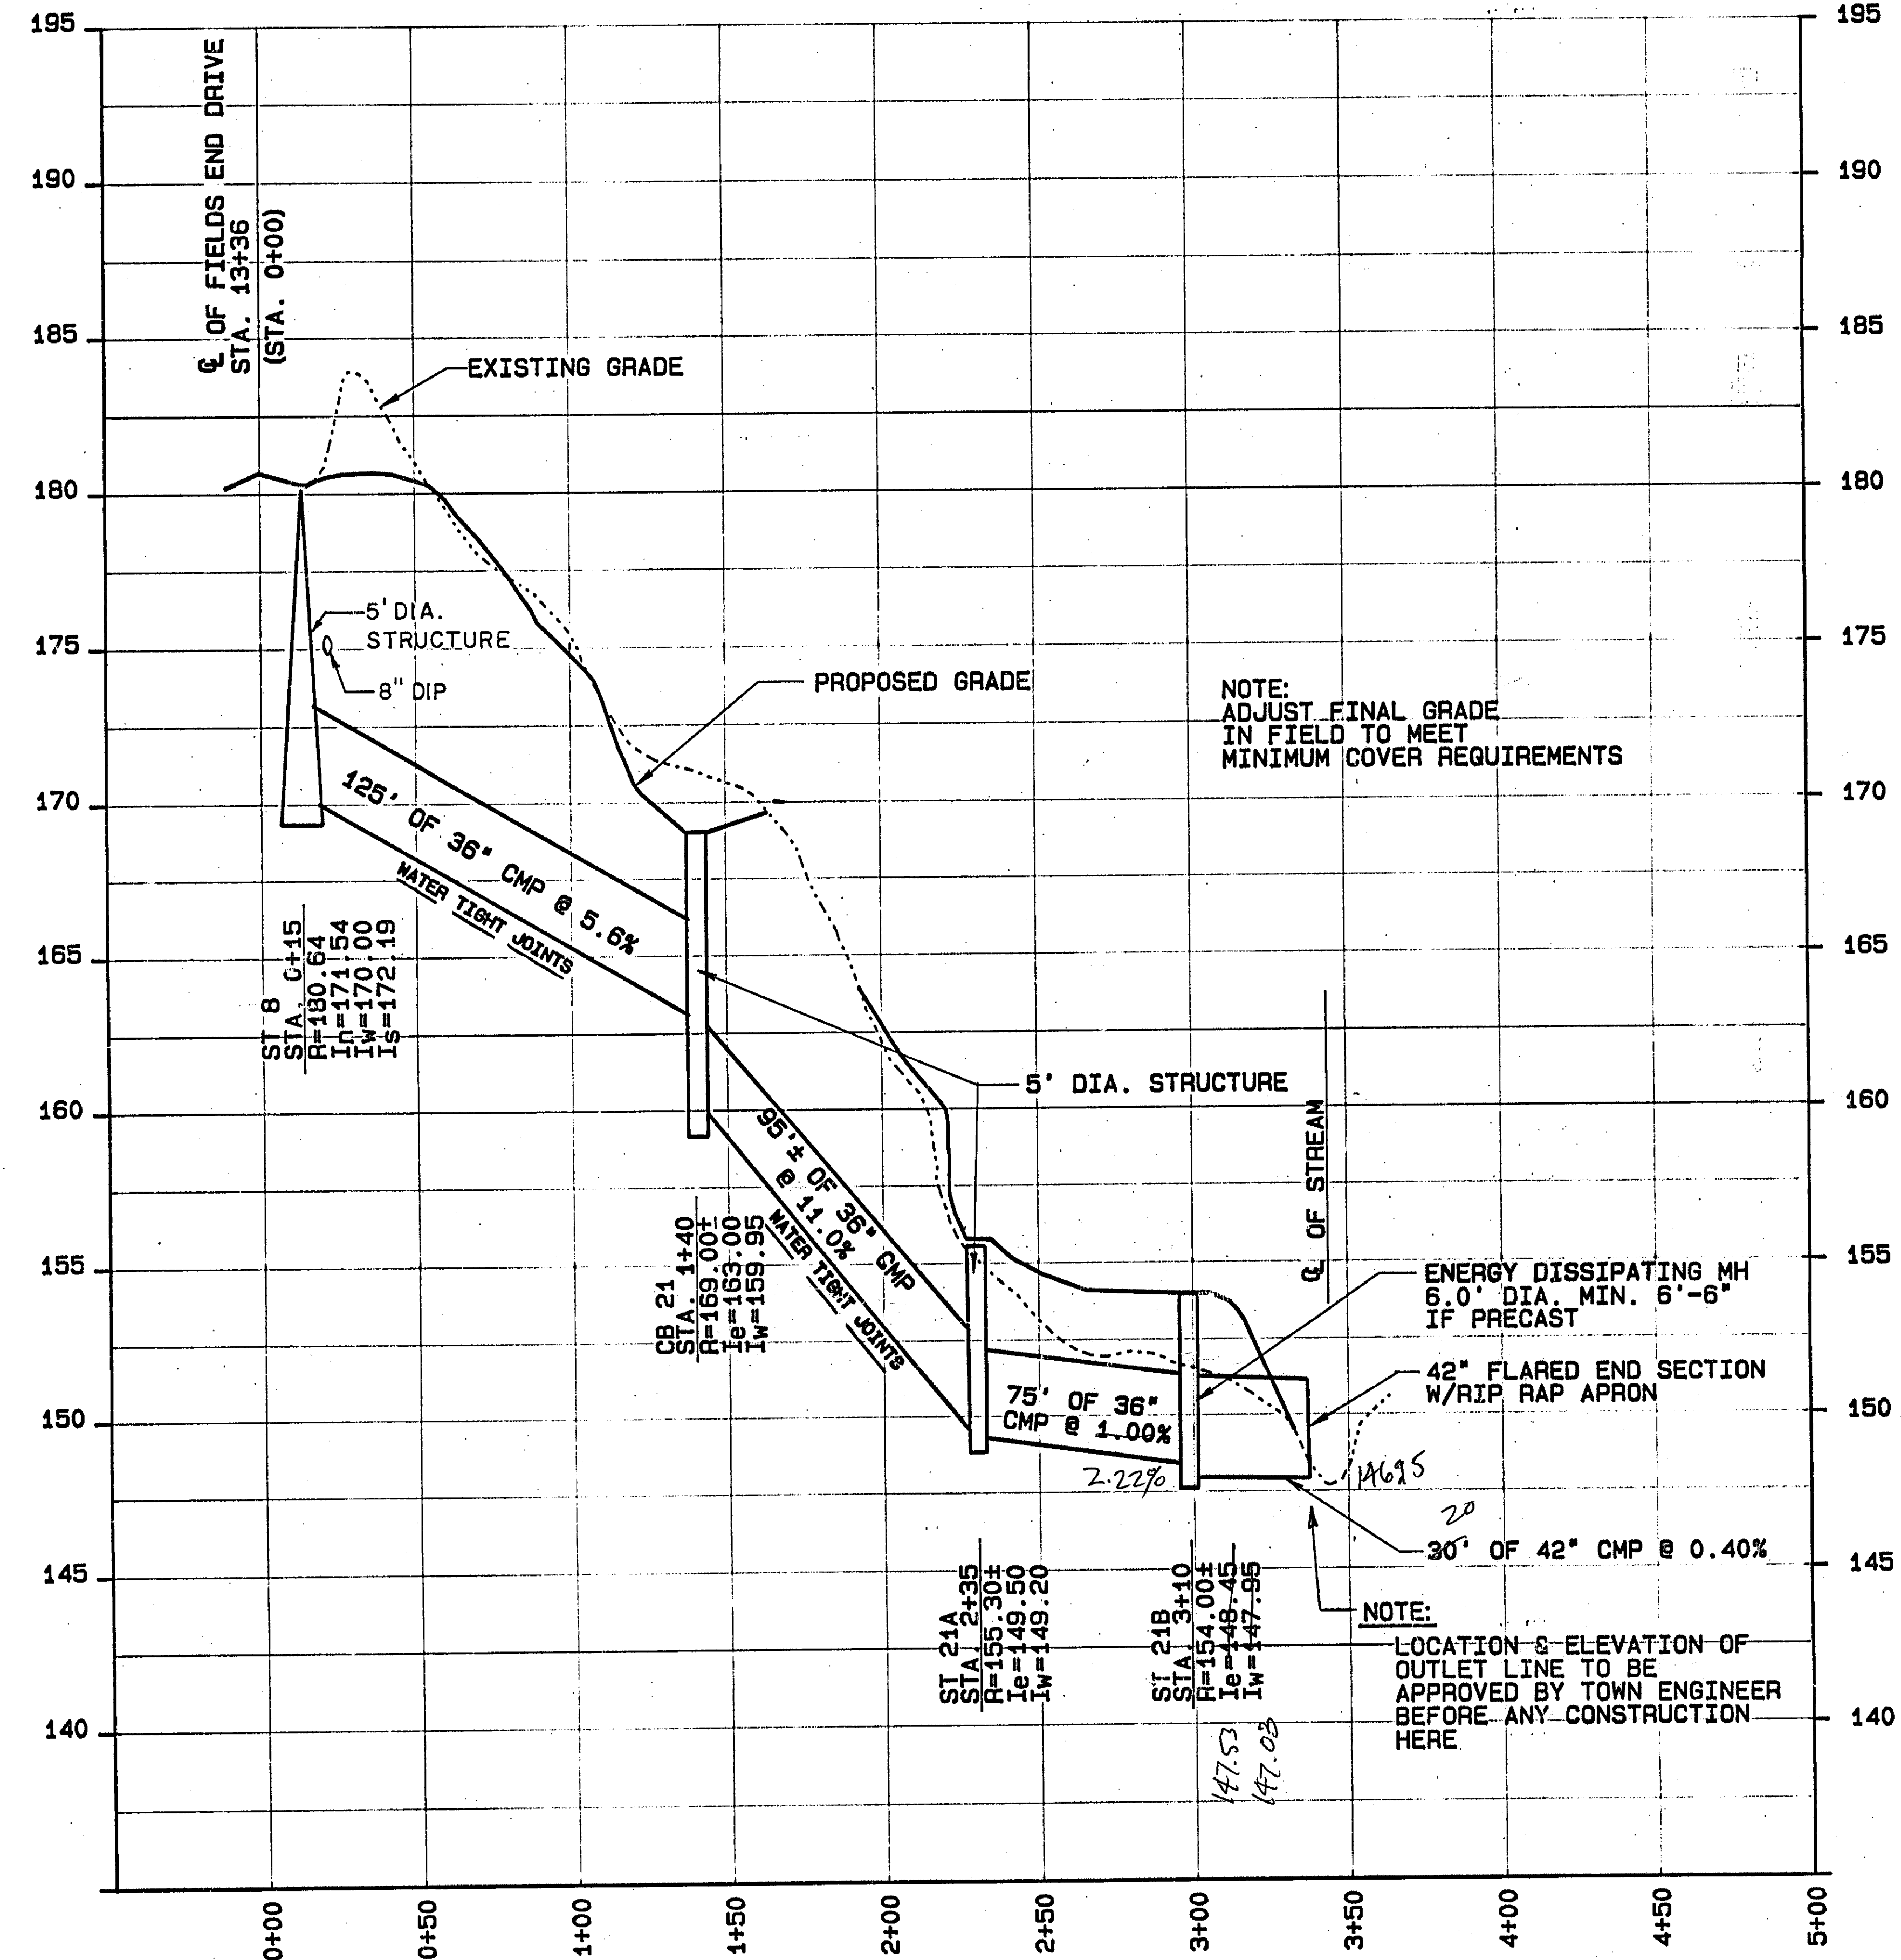 195
190
185
180
175
170
165
160
155
150
145
140
195
190
185
180
175
170
165
160
155
150
145
140
℄ OF FIELDS END DRIVE
STA. 13+36
(STA. 0+00)
EXISTING GRADE
5' DIA.
STRUCTURE
8" DIP
PROPOSED GRADE
NOTE:
ADJUST FINAL GRADE
IN FIELD TO MEET
MINIMUM COVER REQUIREMENTS
125' OF 36" CMP @ 5.6%
WATER TIGHT JOINTS
ST 8
STA. 0+15
R=180.64
In=171.54
Iw=170.00
Is=172.19
5' DIA. STRUCTURE
95'± OF 36" CMP
@ 11.0%
WATER TIGHT JOINTS
CB 21
STA. 1+40
R=169.00±
Ie=163.00
Iw=159.95
℄ OF STREAM
ENERGY DISSIPATING MH
6.0' DIA. MIN. 6'-6"
IF PRECAST
42" FLARED END SECTION
W/RIP RAP APRON
75' OF 36"
CMP @ 1.00%
2.22%
20
30' OF 42" CMP @ 0.40%
ST 21A
STA. 2+35
R=155.30±
Ie=149.50
Iw=149.20
ST 21B
STA. 3+10
R=154.00±
Ie=148.45
Iw=147.95
147.53
147.03
NOTE:
LOCATION & ELEVATION OF
OUTLET LINE TO BE
APPROVED BY TOWN ENGINEER
BEFORE ANY CONSTRUCTION
HERE
0+00
0+50
1+00
1+50
2+00
2+50
3+00
3+50
4+00
4+50
5+00